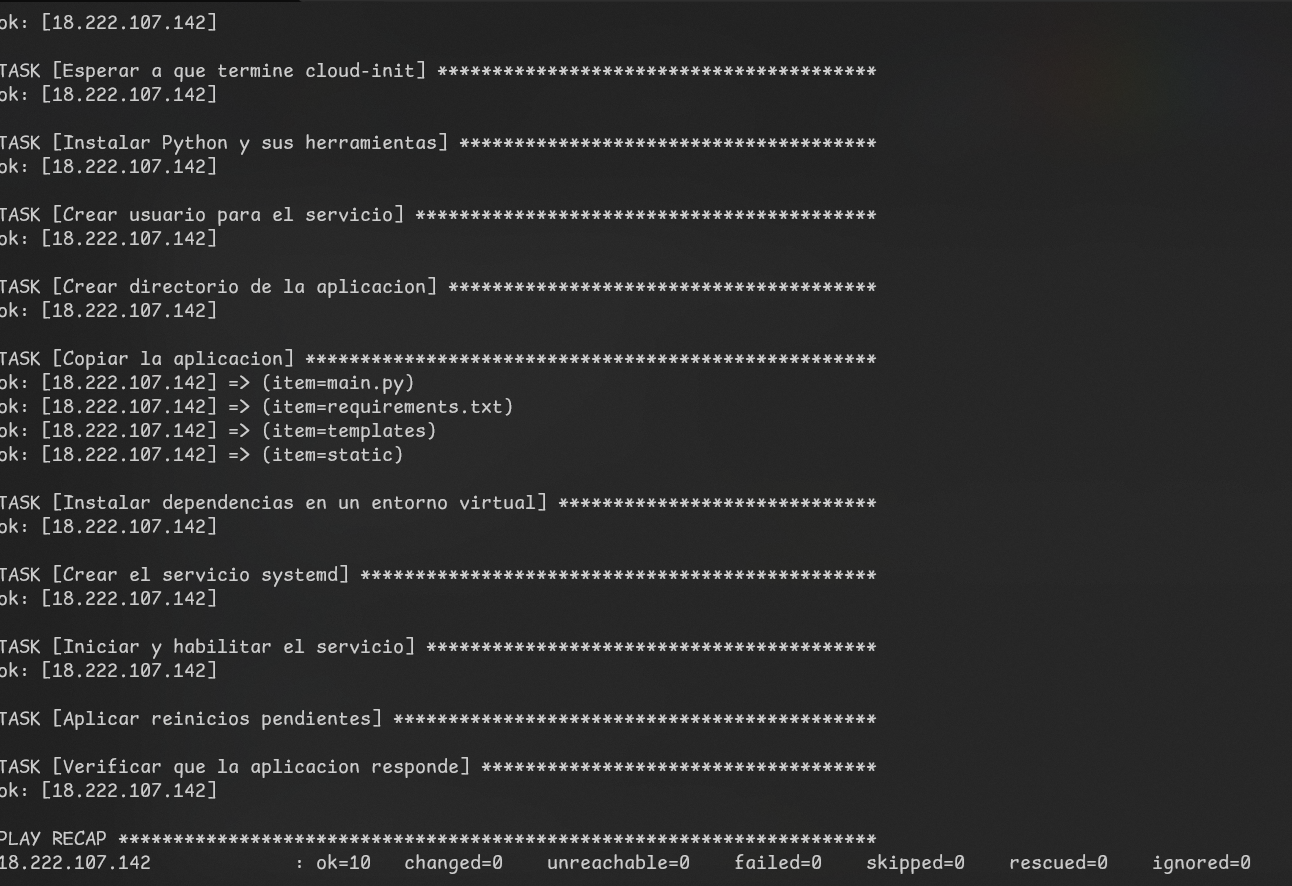 ok: [18.222.107.142]
TASK [Esperar a que termine cloud-init] ****************************************
ok: [18.222.107.142]
TASK [Instalar Python y sus herramientas] **************************************
ok: [18.222.107.142]
TASK [Crear usuario para el servicio] ******************************************
ok: [18.222.107.142]
TASK [Crear directorio de la aplicacion] ***************************************
ok: [18.222.107.142]
TASK [Copiar la aplicacion] ****************************************************
ok: [18.222.107.142] => (item=main.py)
ok: [18.222.107.142] => (item=requirements.txt)
ok: [18.222.107.142] => (item=templates)
ok: [18.222.107.142] => (item=static)
TASK [Instalar dependencias en un entorno virtual] *****************************
ok: [18.222.107.142]
TASK [Crear el servicio systemd] ***********************************************
ok: [18.222.107.142]
TASK [Iniciar y habilitar el servicio] *****************************************
ok: [18.222.107.142]
TASK [Aplicar reinicios pendientes] ********************************************
TASK [Verificar que la aplicacion responde] ************************************
ok: [18.222.107.142]
PLAY RECAP *********************************************************************
18.222.107.142 : ok=10 changed=0 unreachable=0 failed=0 skipped=0 rescued=0 ignored=0